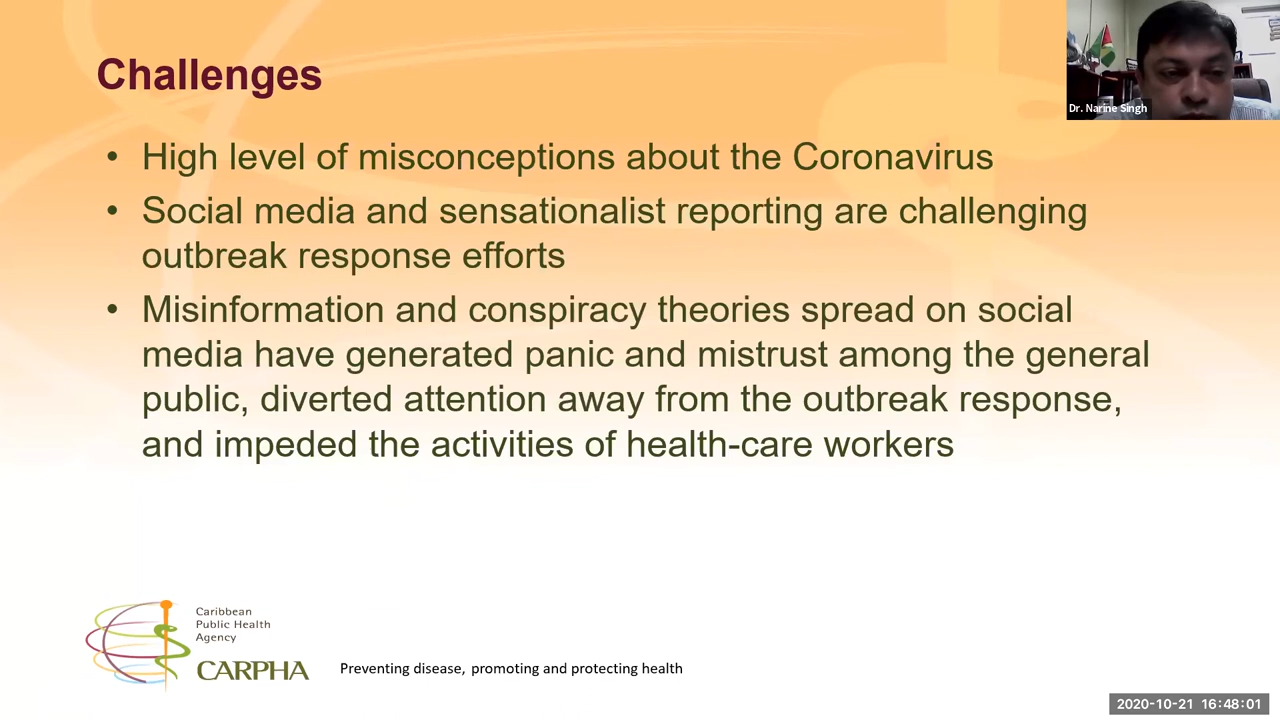 Challenges
Dr. Narine Singh
• High level of misconceptions about the Coronavirus
• Social media and sensationalist reporting are challenging
outbreak response efforts
• Misinformation and conspiracy theories spread on social
media have generated panic and mistrust among the general
public, diverted attention away from the outbreak response,
and impeded the activities of health-care workers
Caribbean
Public Health
Agency
CARPHA
Preventing disease, promoting and protecting health
2020-10-21 16:48:01